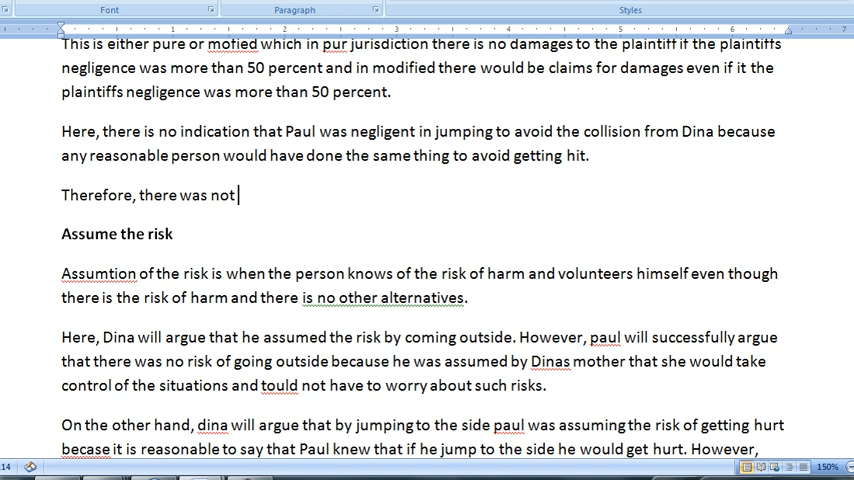 Font Paragraph Styles
1 2 3 4 5 6 7
This is either pure or mofied which in pur jurisdiction there is no damages to the plaintiff if the plaintiffs
negligence was more than 50 percent and in modified there would be claims for damages even if it the
plaintiffs negligence was more than 50 percent.
Here, there is no indication that Paul was negligent in jumping to avoid the collision from Dina because
any reasonable person would have done the same thing to avoid getting hit.
Therefore, there was not
Assume the risk
Assumtion of the risk is when the person knows of the risk of harm and volunteers himself even though
there is the risk of harm and there is no other alternatives.
Here, Dina will argue that he assumed the risk by coming outside. However, paul will successfully argue
that there was no risk of going outside because he was assumed by Dinas mother that she would take
control of the situations and tould not have to worry about such risks.
On the other hand, dina will argue that by jumping to the side paul was assuming the risk of getting hurt
becase it is reasonable to say that Paul knew that if he jump to the side he would get hurt. However,
14 150%